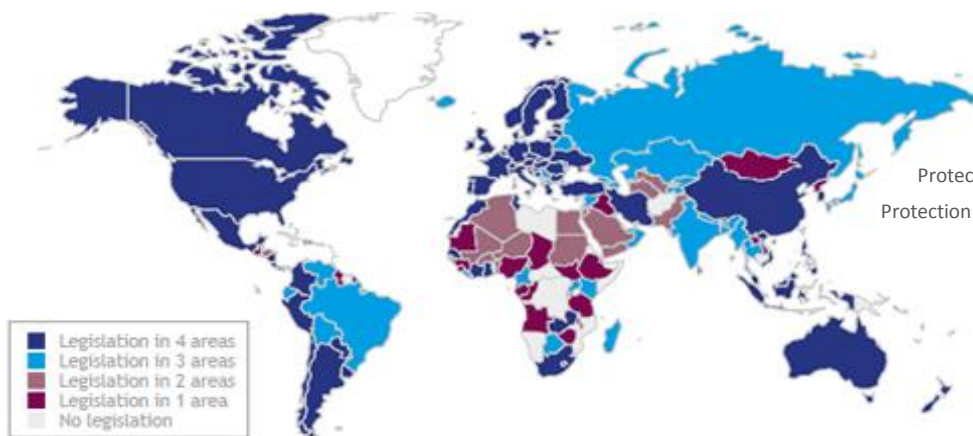 Protec
Protection
Legislation in 4 areas
Legislation in 3 areas
Legislation in 2 areas
Legislation in 1 area
No legislation